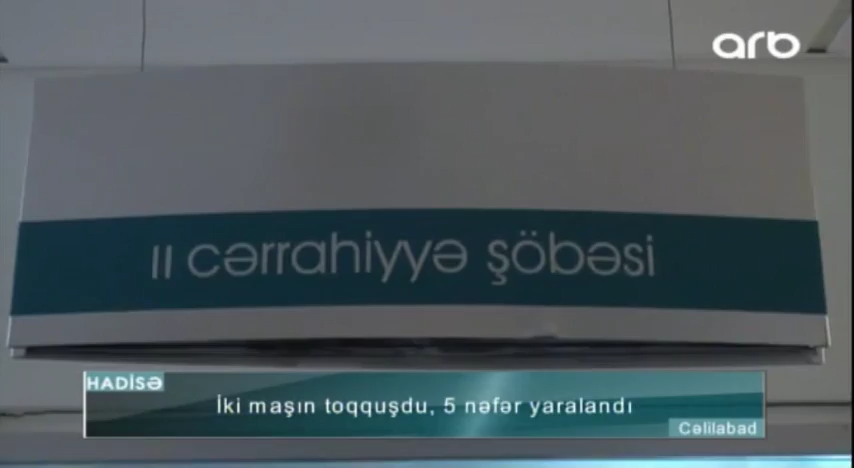 arb
II cərrahiyyə şöbəsi
HADİSƏ
İki maşın toqquşdu, 5 nəfər yaralandı
Cəlilabad